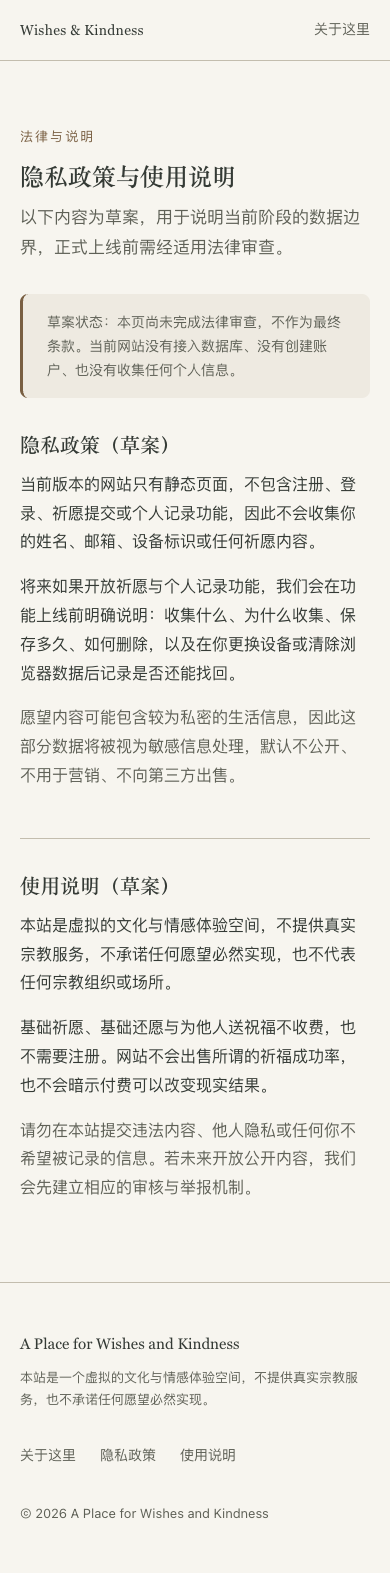 Wishes & Kindness
关于这里
法律与说明
隐私政策与使用说明
以下内容为草案，用于说明当前阶段的数据边
界，正式上线前需经适用法律审查。
草案状态：本页尚未完成法律审查，不作为最终
条款。当前网站没有接入数据库、没有创建账
户、也没有收集任何个人信息。
隐私政策（草案）
当前版本的网站只有静态页面，不包含注册、登
录、祈愿提交或个人记录功能，因此不会收集你
的姓名、邮箱、设备标识或任何祈愿内容。
将来如果开放祈愿与个人记录功能，我们会在功
能上线前明确说明：收集什么、为什么收集、保
存多久、如何删除，以及在你更换设备或清除浏
览器数据后记录是否还能找回。
愿望内容可能包含较为私密的生活信息，因此这
部分数据将被视为敏感信息处理，默认不公开、
不用于营销、不向第三方出售。
使用说明（草案）
本站是虚拟的文化与情感体验空间，不提供真实
宗教服务，不承诺任何愿望必然实现，也不代表
任何宗教组织或场所。
基础祈愿、基础还愿与为他人送祝福不收费，也
不需要注册。网站不会出售所谓的祈福成功率，
也不会暗示付费可以改变现实结果。
请勿在本站提交违法内容、他人隐私或任何你不
希望被记录的信息。若未来开放公开内容，我们
会先建立相应的审核与举报机制。
A Place for Wishes and Kindness
本站是一个虚拟的文化与情感体验空间，不提供真实宗教服
务，也不承诺任何愿望必然实现。
关于这里 隐私政策 使用说明
© 2026 A Place for Wishes and Kindness